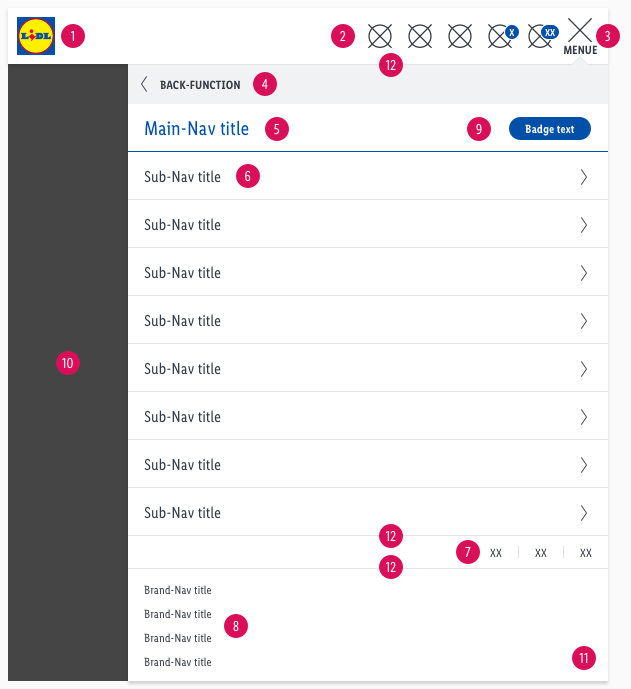 LIDL 1 2 X XX 3
MENUE
12
BACK-FUNCTION 4
Main-Nav title 5 9 Badge text
Sub-Nav title 6
Sub-Nav title
Sub-Nav title
Sub-Nav title
Sub-Nav title
10
Sub-Nav title
Sub-Nav title
Sub-Nav title
12
7 XX XX XX
12
Brand-Nav title
Brand-Nav title
8
Brand-Nav title
Brand-Nav title
11